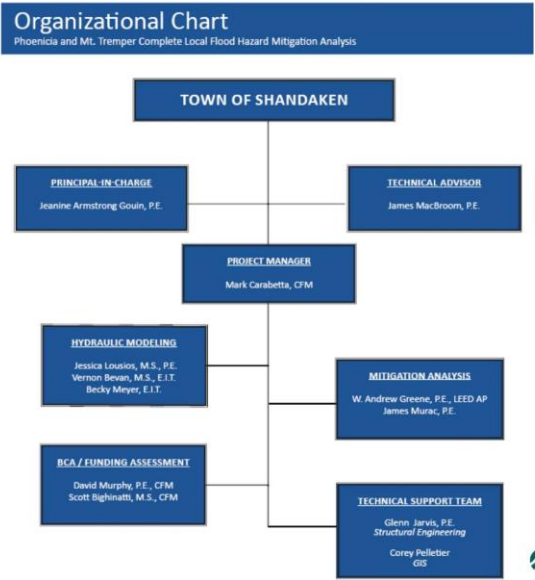 Organizational Chart
Phoenicia and Mt. Tremper Complete Local Flood Hazard Mitigation Analysis
TOWN OF SHANDAKEN
PRINCIPAL-IN-CHARGE
Jeanine Armstrong Gouin, P.E.
TECHNICAL ADVISOR
James MacBroom, P.E.
PROJECT MANAGER
Mark Carabetta, CFM
HYDRAULIC MODELING
Jessica Lousios, M.S., P.E.
Vernon Bevan, M.S., E.I.T.
Becky Meyer, E.I.T.
MITIGATION ANALYSIS
W. Andrew Greene, P.E., LEED AP
James Murac, P.E.
BCA / FUNDING ASSESSMENT
David Murphy, P.E., CFM
Scott Bighinatti, M.S., CFM
TECHNICAL SUPPORT TEAM
Glenn Jarvis, P.E.
Structural Engineering
Corey Pelletier
GIS